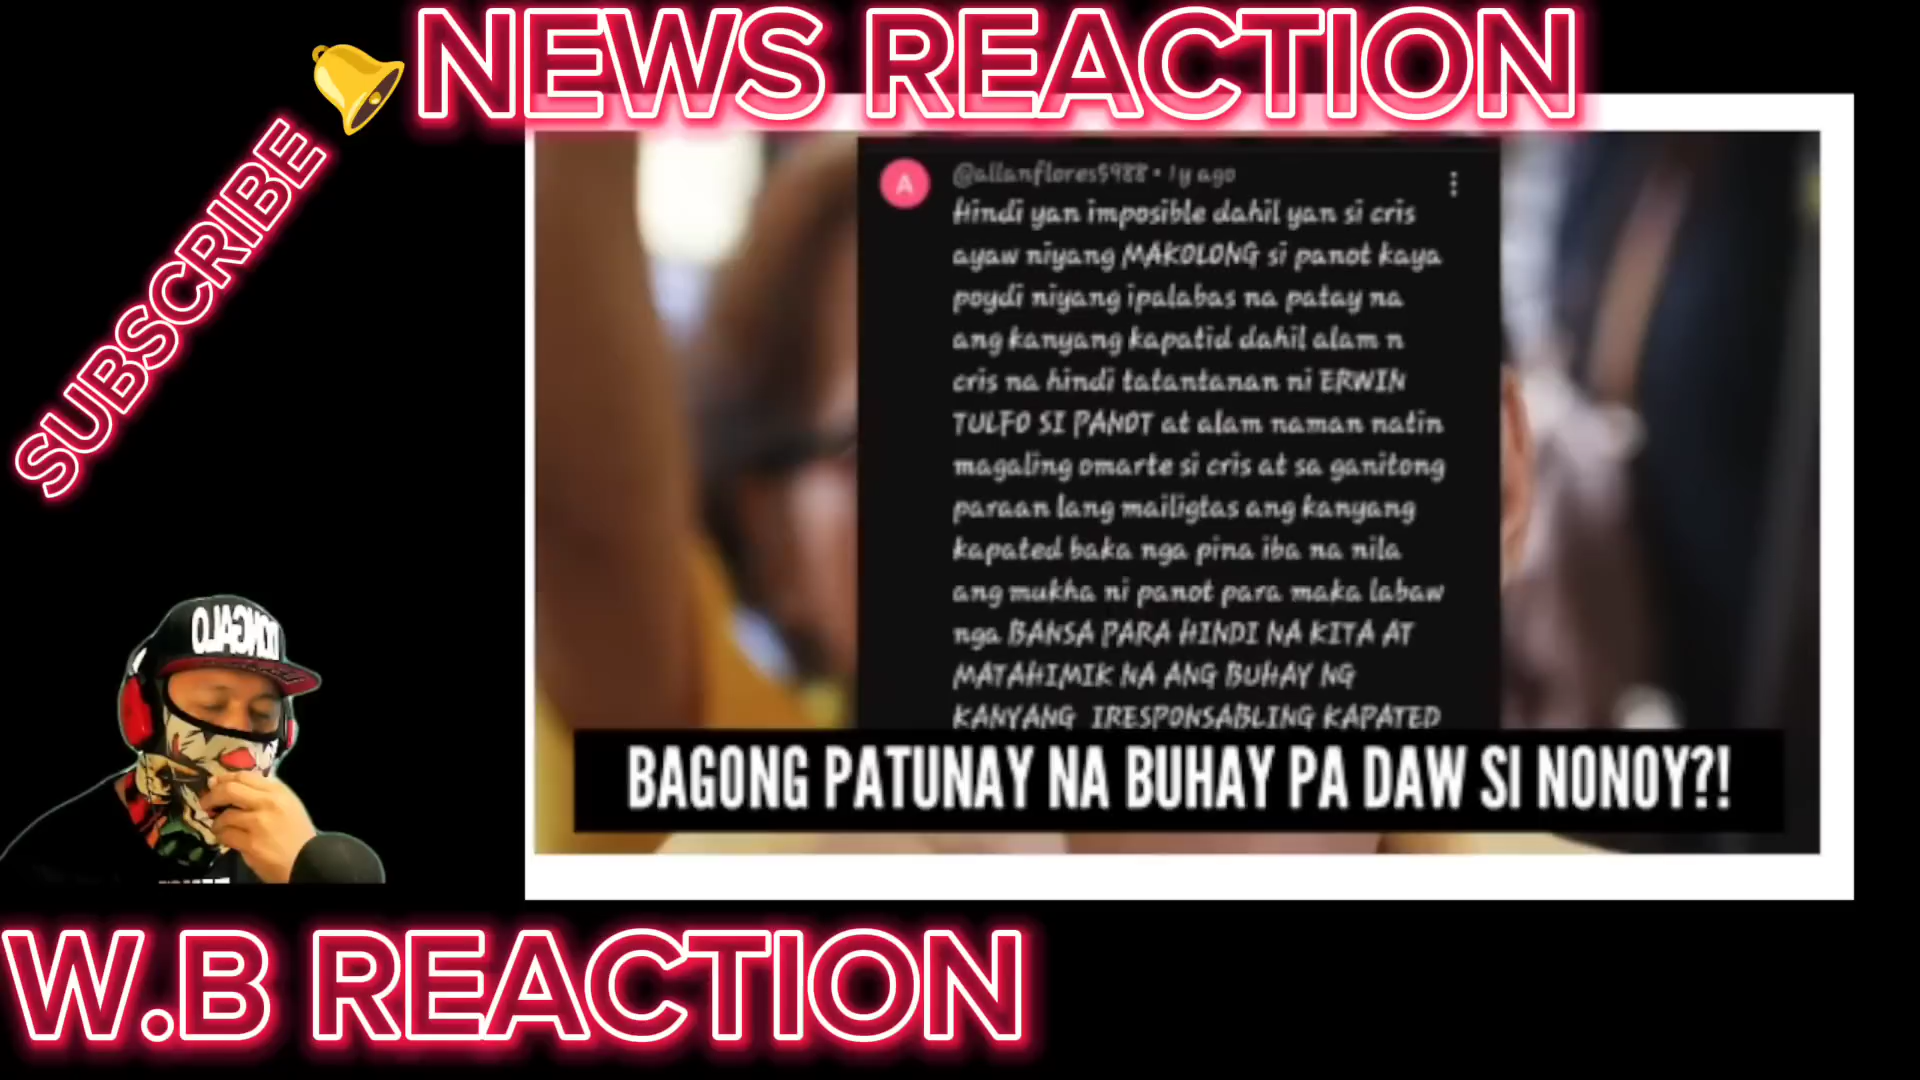 NEWS REACTION
SUBSCRIBE
A
@allanflores5988 • 1y ago
Hindi yan imposible dahil yan si cris
ayaw niyang MAKOLONG si panot kaya
poydi niyang ipalabas na patay na
ang kanyang kapatid dahil alam n
cris na hindi tatantanan ni ERWIN
TULFO SI PANOT at alam naman natin
magaling omarte si cris at sa ganitong
paraan lang mailigtas ang kanyang
kapated baka nga pina iba na nila
ang mukha ni panot para maka labaw
nga BANSA PARA HINDI NA KITA AT
MATAHIMIK NA ANG BUHAY NG
KANYANG IRESPONSABLING KAPATED
BAGONG PATUNAY NA BUHAY PA DAW SI NONOY?!
DONGALO
W.B REACTION